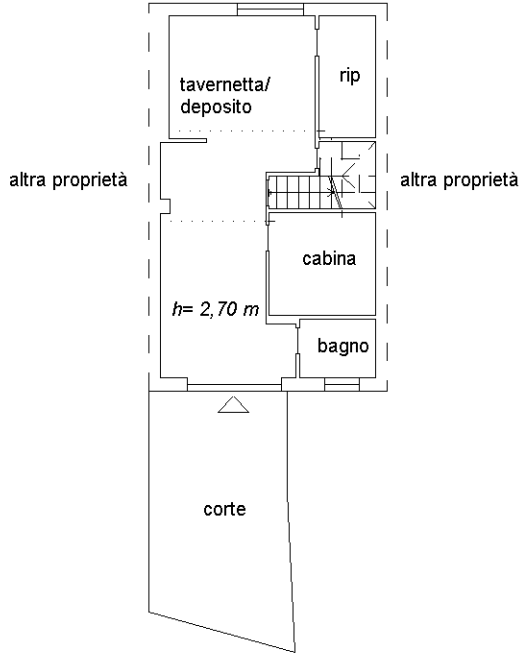 tavernetta/
deposito
rip
altra proprietà
altra proprietà
cabina
h= 2,70 m
bagno
corte